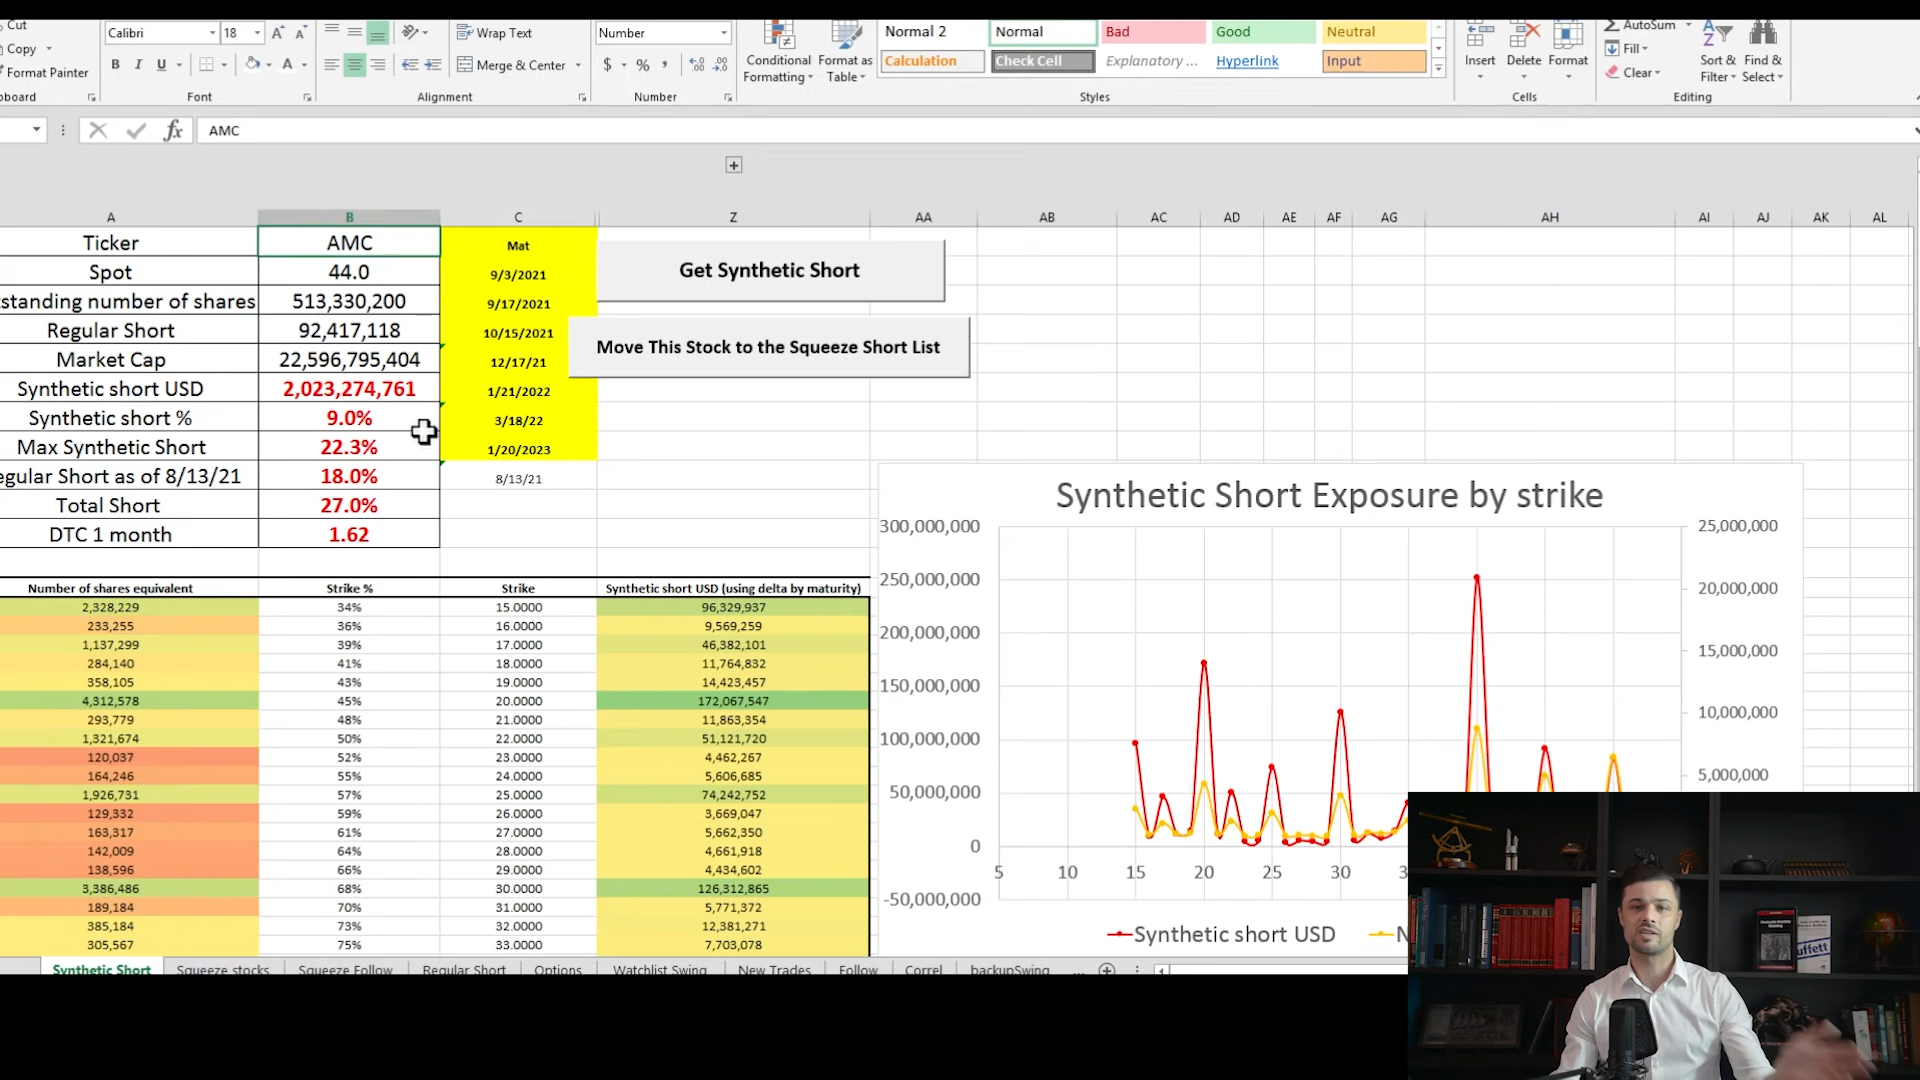 Cut
Calibri 18 Wrap Text Number Normal 2 Normal Bad Good Neutral AutoSum
Copy
Format Painter B I U Merge & Center $ % , Conditional Formatting Format as Table Calculation Check Cell Explanatory ... Hyperlink Input Insert Delete Format Fill Clear Sort & Filter Find & Select
board Font Alignment Number Styles Cells Editing
fx AMC
A B C Z AA AB AC AD AE AF AG AH AI AJ AK AL
Ticker AMC Mat
Spot 44.0 9/3/2021
tstanding number of shares 513,330,200 9/17/2021
Regular Short 92,417,118 10/15/2021
Market Cap 22,596,795,404 12/17/21
Synthetic short USD 2,023,274,761 1/21/2022
Synthetic short % 9.0% 3/18/22
Max Synthetic Short 22.3% 1/20/2023
egular Short as of 8/13/21 18.0% 8/13/21
Total Short 27.0%
DTC 1 month 1.62
Get Synthetic Short
Move This Stock to the Squeeze Short List
Number of shares equivalent Strike % Strike Synthetic short USD (using delta by maturity)
2,328,229 34% 15.0000 96,329,937
233,255 36% 16.0000 9,569,259
1,137,299 39% 17.0000 46,382,101
284,140 41% 18.0000 11,764,832
358,105 43% 19.0000 14,423,457
4,312,578 45% 20.0000 172,067,547
293,779 48% 21.0000 11,863,354
1,321,674 50% 22.0000 51,121,720
120,037 52% 23.0000 4,462,267
164,246 55% 24.0000 5,606,685
1,926,731 57% 25.0000 74,242,752
129,332 59% 26.0000 3,669,047
163,317 61% 27.0000 5,662,350
142,009 64% 28.0000 4,661,918
138,596 66% 29.0000 4,434,602
3,386,486 68% 30.0000 126,312,865
189,184 70% 31.0000 5,771,372
385,184 73% 32.0000 12,381,271
305,567 75% 33.0000 7,703,078
Synthetic Short Exposure by strike
300,000,000 25,000,000
250,000,000 20,000,000
200,000,000 15,000,000
150,000,000 10,000,000
100,000,000 5,000,000
50,000,000
0
-50,000,000
5 10 15 20 25 30 3
Synthetic short USD N
Synthetic Short Squeeze stocks Squeeze Follow Regular Short Options Watchlist Swing New Trades Follow Correl backupSwing ...
uffett